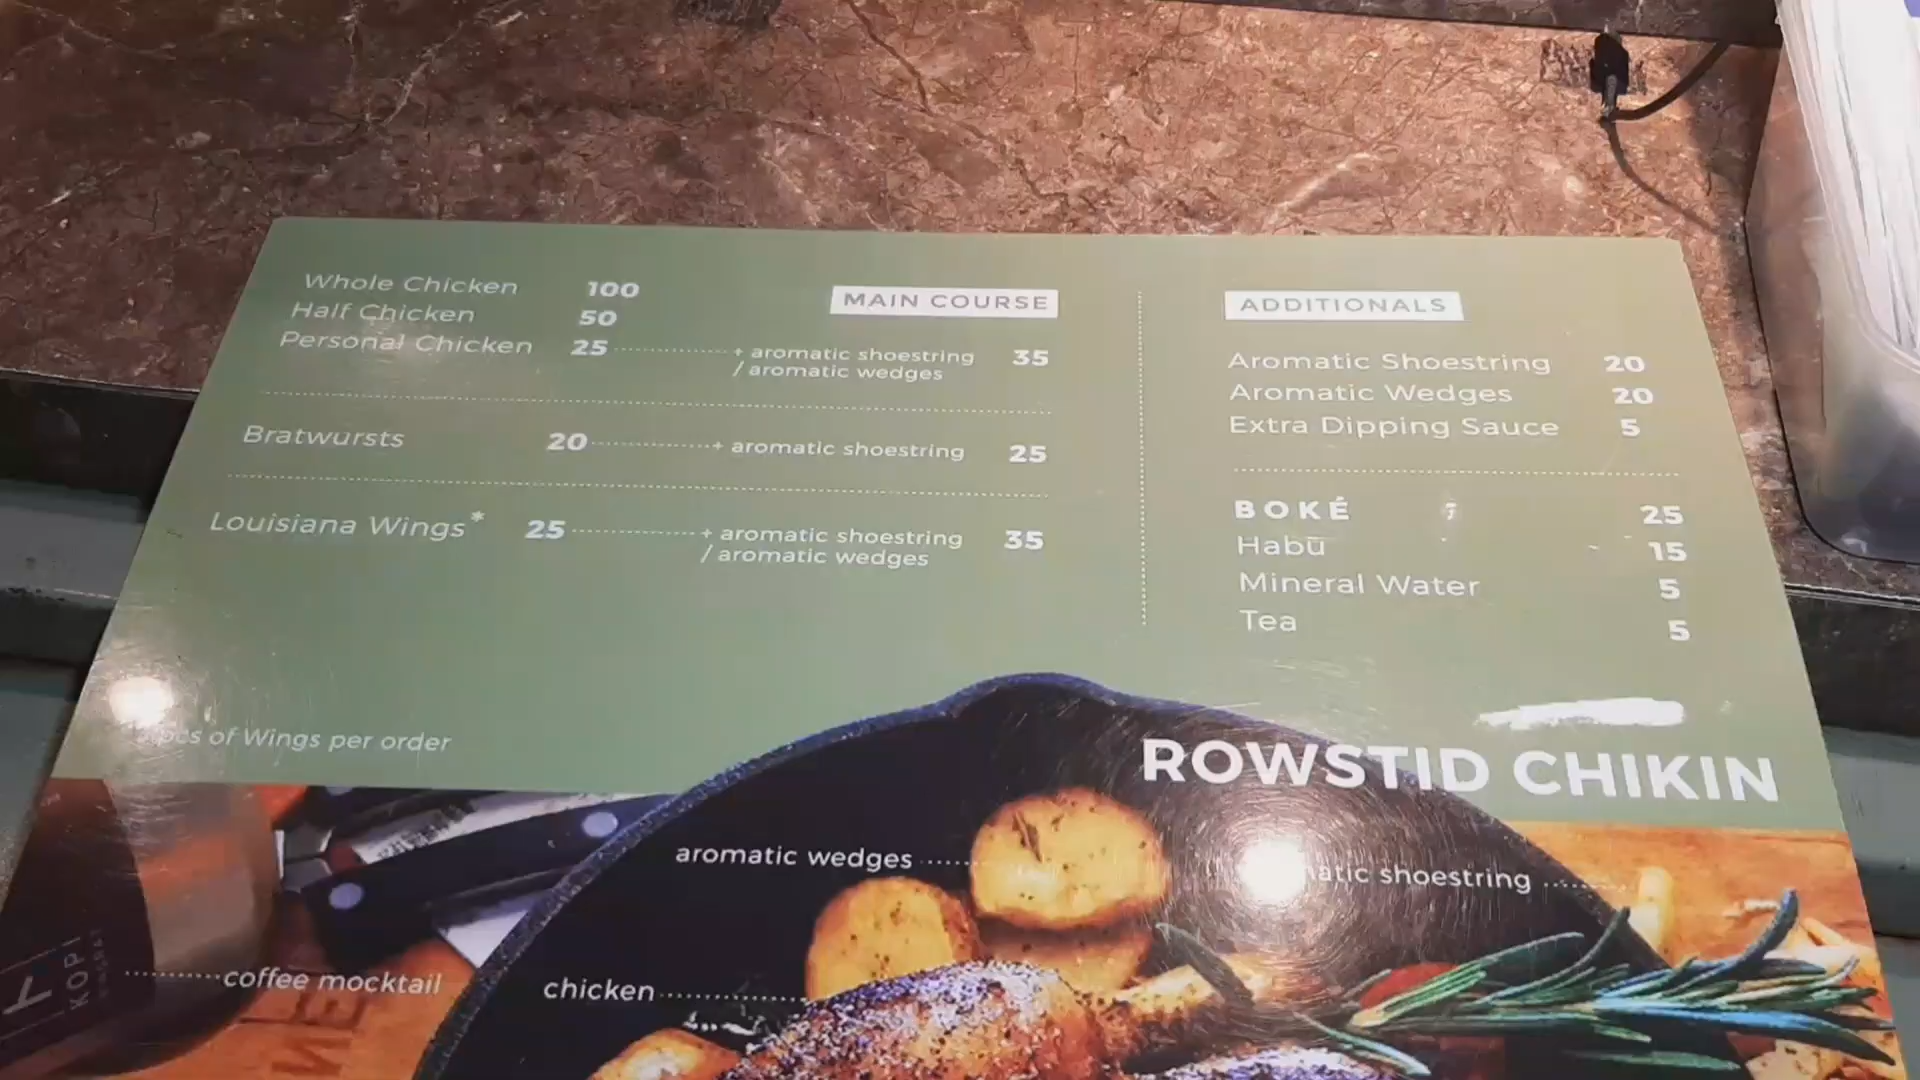 MAIN COURSE
Whole Chicken 100
Half Chicken 50
Personal Chicken 25 + aromatic shoestring 35
/ aromatic wedges
Bratwursts 20 + aromatic shoestring 25
Louisiana Wings* 25 + aromatic shoestring 35
/ aromatic wedges
of Wings per order
ADDITIONALS
Aromatic Shoestring 20
Aromatic Wedges 20
Extra Dipping Sauce 5
BOKÉ 25
Habū 15
Mineral Water 5
Tea 5
ROWSTID CHIKIN
aromatic wedges
shoestring
coffee mocktail
chicken
KOPI